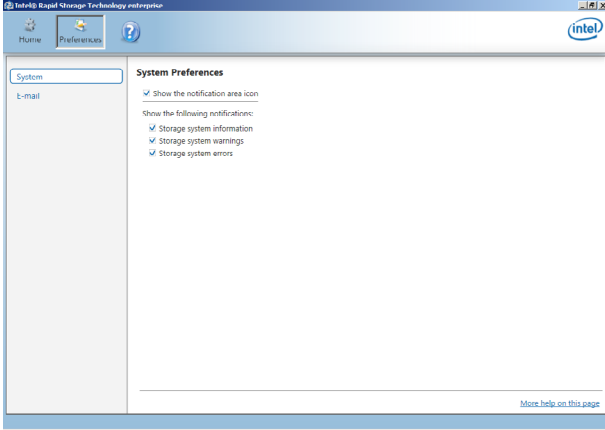 Intel® Rapid Storage Technology enterprise
Home
Preferences
?
intel
System
E-mail
System Preferences
Show the notification area icon
Show the following notifications:
Storage system information
Storage system warnings
Storage system errors
More help on this page